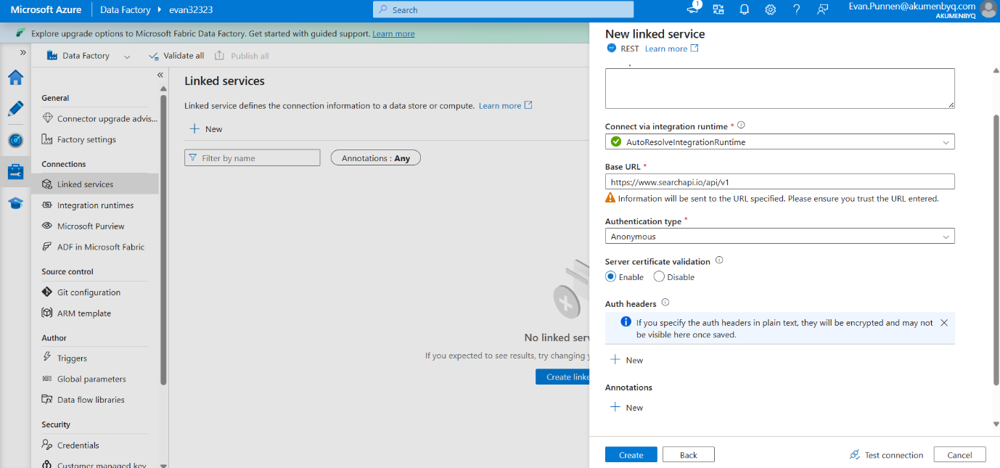 Microsoft Azure
Data Factory
evan32323
Search
1
Evan.Punnen@akumenbyq.com
AKUMENBYQ
Explore upgrade options to Microsoft Fabric Data Factory. Get started with guided support. Learn more
Data Factory
Validate all
Publish all
General
Connector upgrade advis...
Factory settings
Connections
Linked services
Integration runtimes
Microsoft Purview
ADF in Microsoft Fabric
Source control
Git configuration
ARM template
Author
Triggers
Global parameters
Data flow libraries
Security
Credentials
Customer managed key
Linked services
Linked service defines the connection information to a data store or compute. Learn more
New
Filter by name
Annotations : Any
No linked serv
If you expected to see results, try changing y
Create linke
New linked service
REST Learn more
Connect via integration runtime *
AutoResolveIntegrationRuntime
Base URL *
https://www.searchapi.io/api/v1
Information will be sent to the URL specified. Please ensure you trust the URL entered.
Authentication type *
Anonymous
Server certificate validation
Enable Disable
Auth headers
If you specify the auth headers in plain text, they will be encrypted and may not
be visible here once saved.
New
Annotations
New
Create
Back
Test connection
Cancel